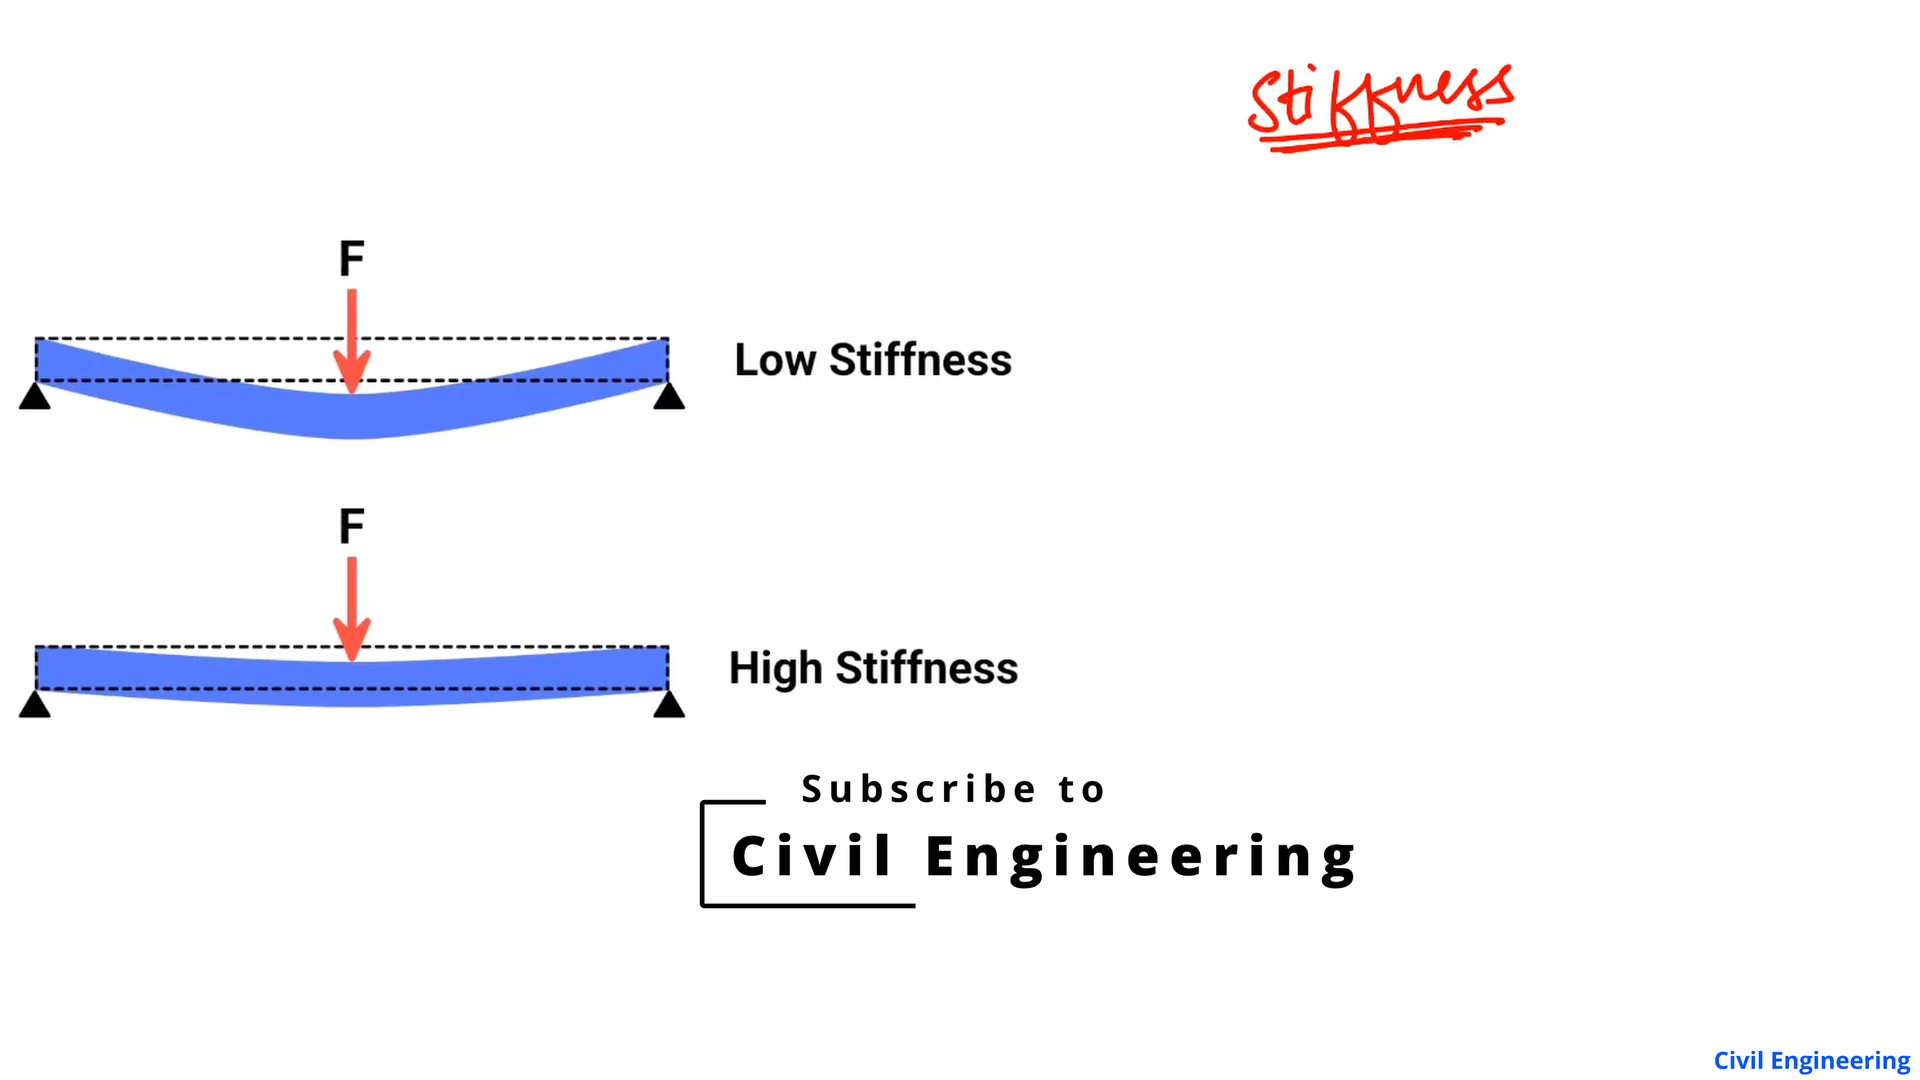 Stiffness
F
Low Stiffness
F
High Stiffness
Subscribe to
Civil Engineering
Civil Engineering